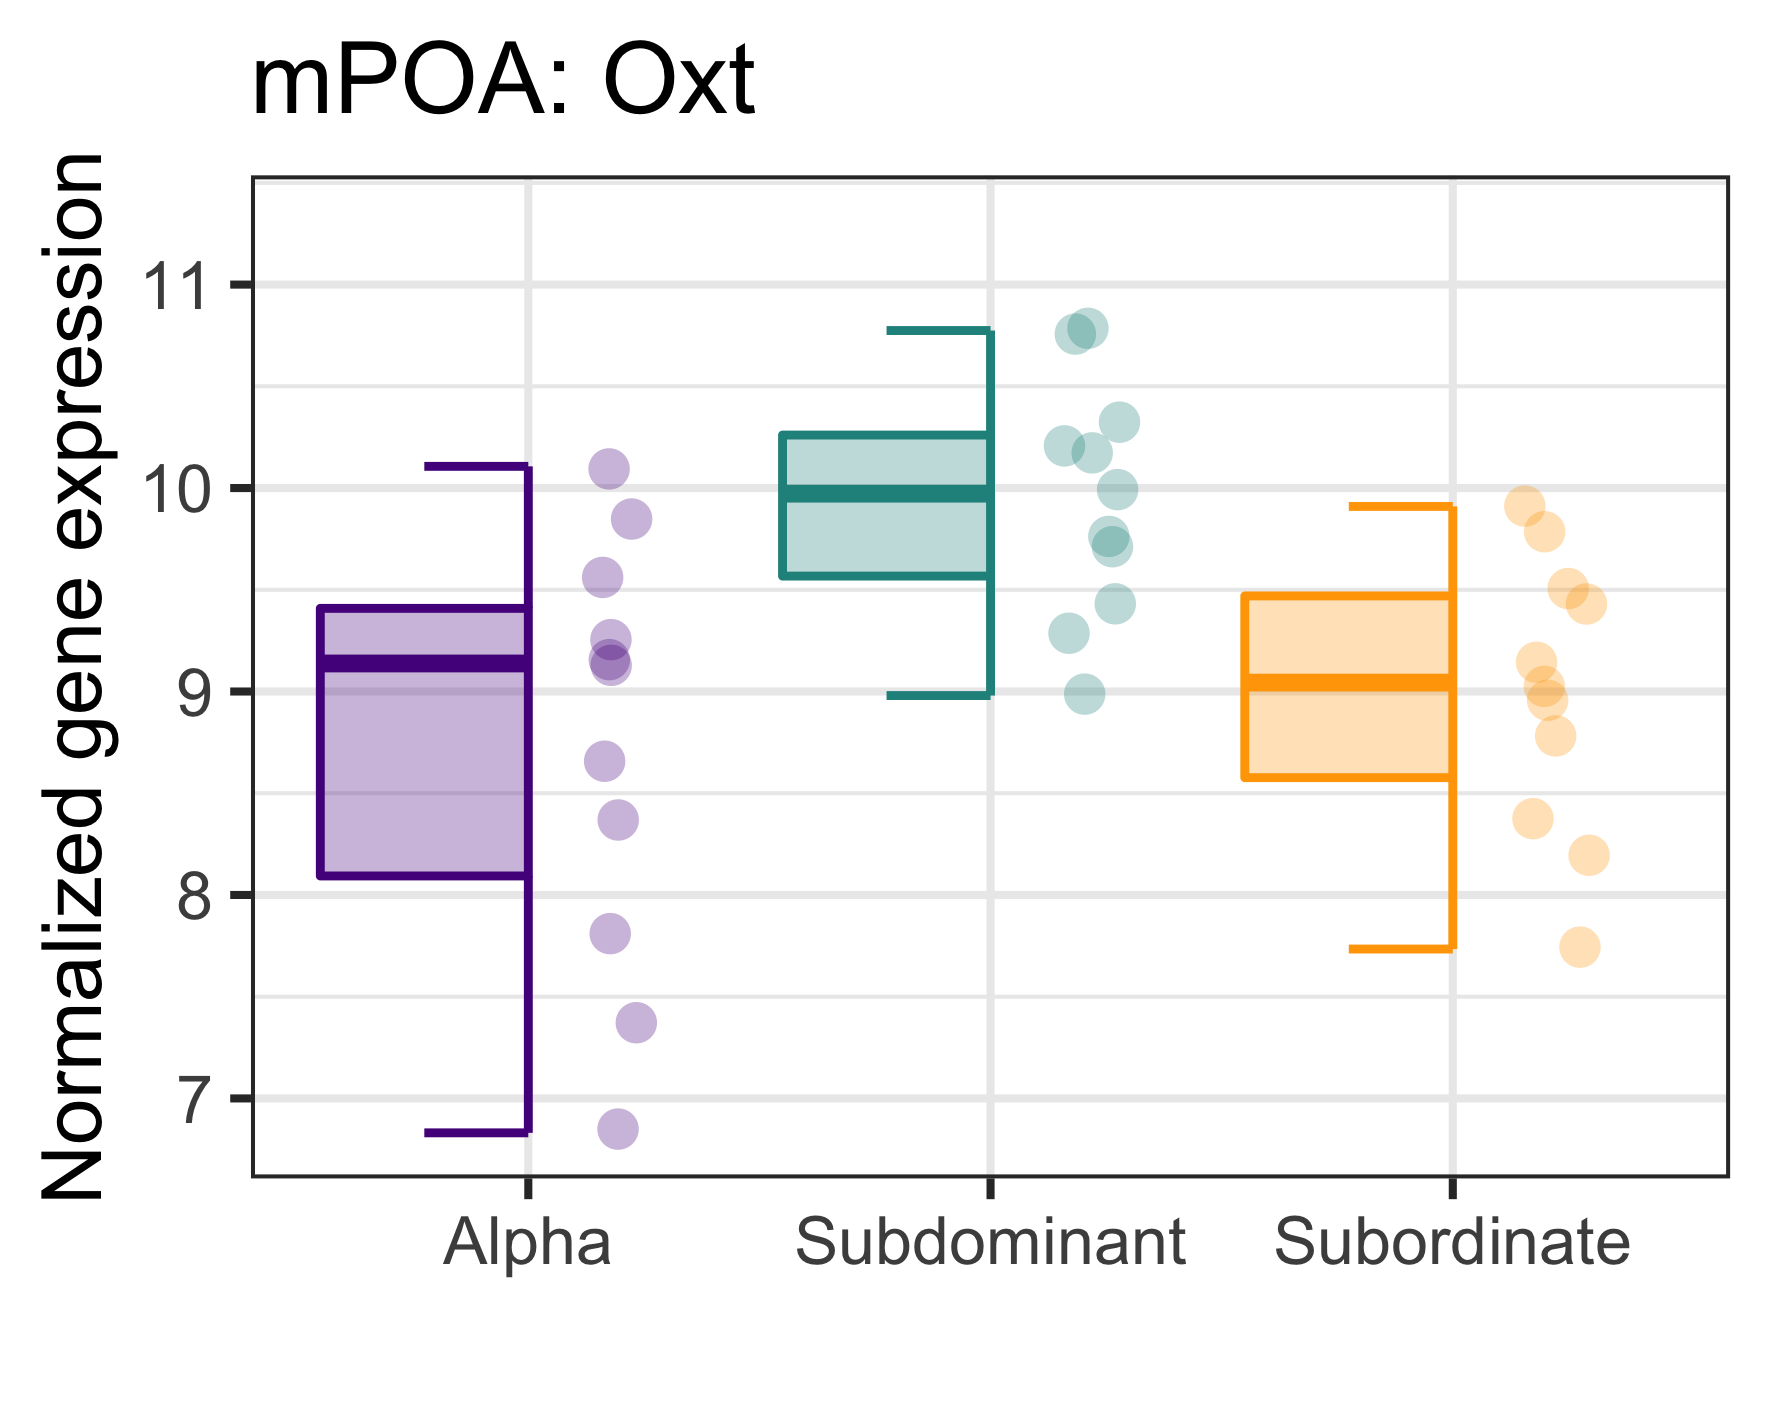 mPOA: Oxt
Normalized gene expression
11
10
9
8
7
Alpha Subdominant Subordinate